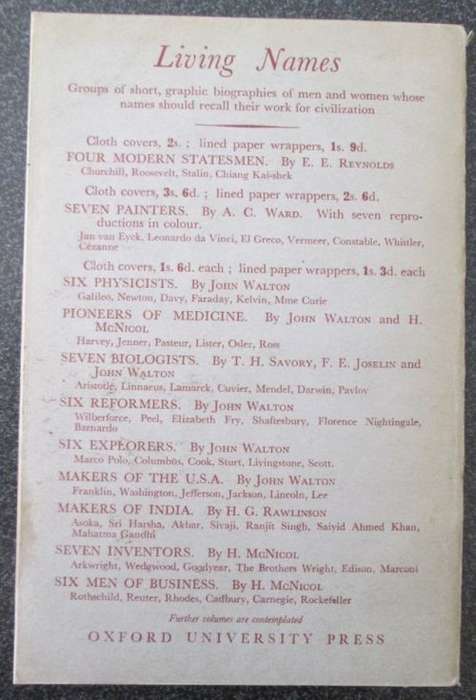 Living Names
Groups of short, graphic biographies of men and women whose
names should recall their work for civilization
Cloth covers, 2s. ; lined paper wrappers, 1s. 9d.
FOUR MODERN STATESMEN. By E. E. REYNOLDS
Churchill, Roosevelt, Stalin, Chiang Kai-shek
Cloth covers, 3s. 6d. ; lined paper wrappers, 2s. 6d.
SEVEN PAINTERS. By A. C. WARD. With seven repro-
ductions in colour.
Jan van Eyck, Leonardo da Vinci, El Greco, Vermeer, Constable, Whistler,
Cézanne
Cloth covers, 1s. 6d. each ; lined paper wrappers, 1s. 3d. each
SIX PHYSICISTS. By JOHN WALTON
Galileo, Newton, Davy, Faraday, Kelvin, Mme Curie
PIONEERS OF MEDICINE. By JOHN WALTON and H.
MCNICOL
Harvey, Jenner, Pasteur, Lister, Osler, Ross
SEVEN BIOLOGISTS. By T. H. SAVORY, F. E. JOSELIN and
JOHN WALTON
Aristotle, Linnaeus, Lamarck, Cuvier, Mendel, Darwin, Pavlov
SIX REFORMERS. By JOHN WALTON
Wilberforce, Peel, Elizabeth Fry, Shaftesbury, Florence Nightingale,
Barnardo
SIX EXPLORERS. By JOHN WALTON
Marco Polo, Columbus, Cook, Sturt, Livingstone, Scott.
MAKERS OF THE U.S.A. By JOHN WALTON
Franklin, Washington, Jefferson, Jackson, Lincoln, Lee
MAKERS OF INDIA. By H. G. RAWLINSON
Asoka, Sri Harsha, Akbar, Sivaji, Ranjit Singh, Saiyid Ahmed Khan,
Mahatma Gandhi
SEVEN INVENTORS. By H. MCNICOL
Arkwright, Wedgwood, Goodyear, The Brothers Wright, Edison, Marconi
SIX MEN OF BUSINESS. By H. MCNICOL
Rothschild, Reuter, Rhodes, Cadbury, Carnegie, Rockefeller
Further volumes are contemplated
OXFORD UNIVERSITY PRESS